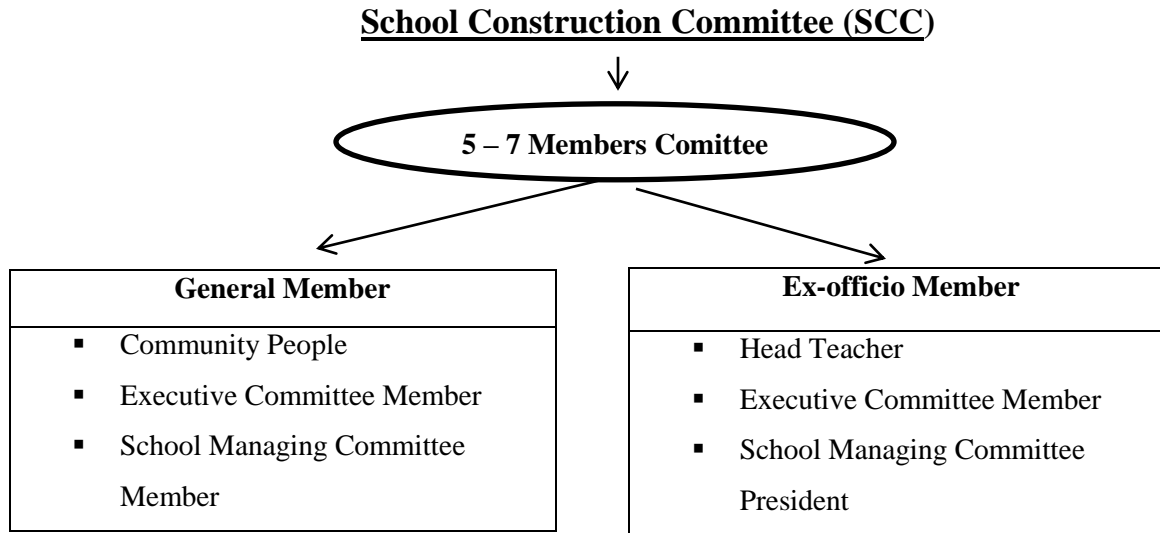 School Construction Committee (SCC)
5 – 7 Members Comittee
General Member
▪ Community People
▪ Executive Committee Member
▪ School Managing Committee
Member
Ex-officio Member
▪ Head Teacher
▪ Executive Committee Member
▪ School Managing Committee
President